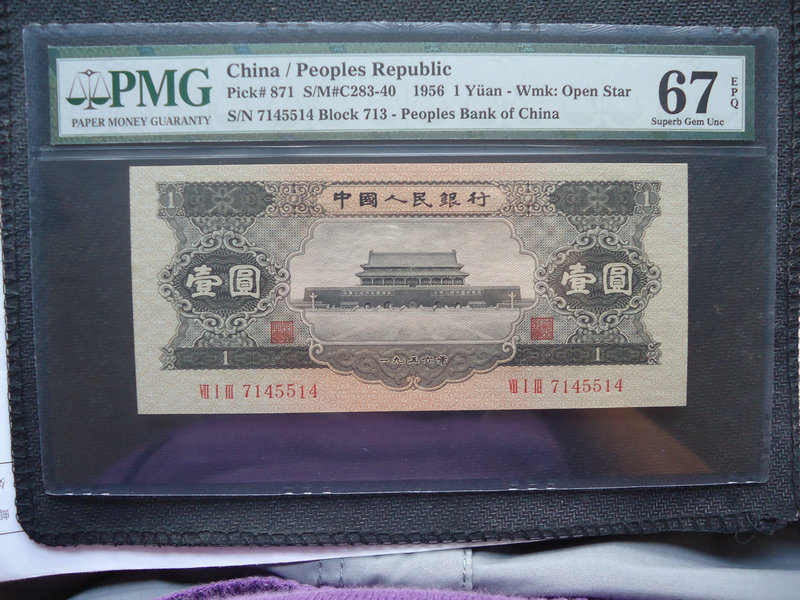 PMG
PAPER MONEY GUARANTY
China / Peoples Republic
Pick# 871 S/M#C283-40 1956 1 Yüan - Wmk: Open Star
S/N 7145514 Block 713 - Peoples Bank of China
67 EPQ
Superb Gem Unc
中國人民銀行
1 1
壹圓 壹圓
1 一九五六年 1
VII I III 7145514 VII I III 7145514